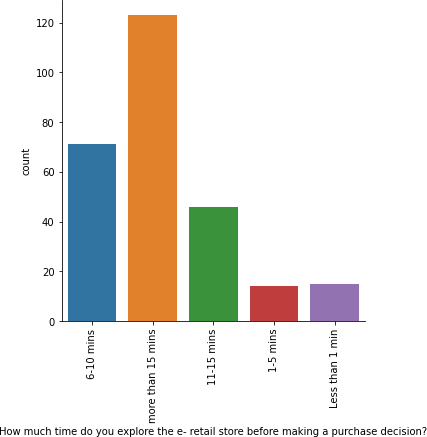 120
100
80
60
40
20
0
count
6-10 mins
more than 15 mins
11-15 mins
1-5 mins
Less than 1 min
How much time do you explore the e- retail store before making a purchase decision?